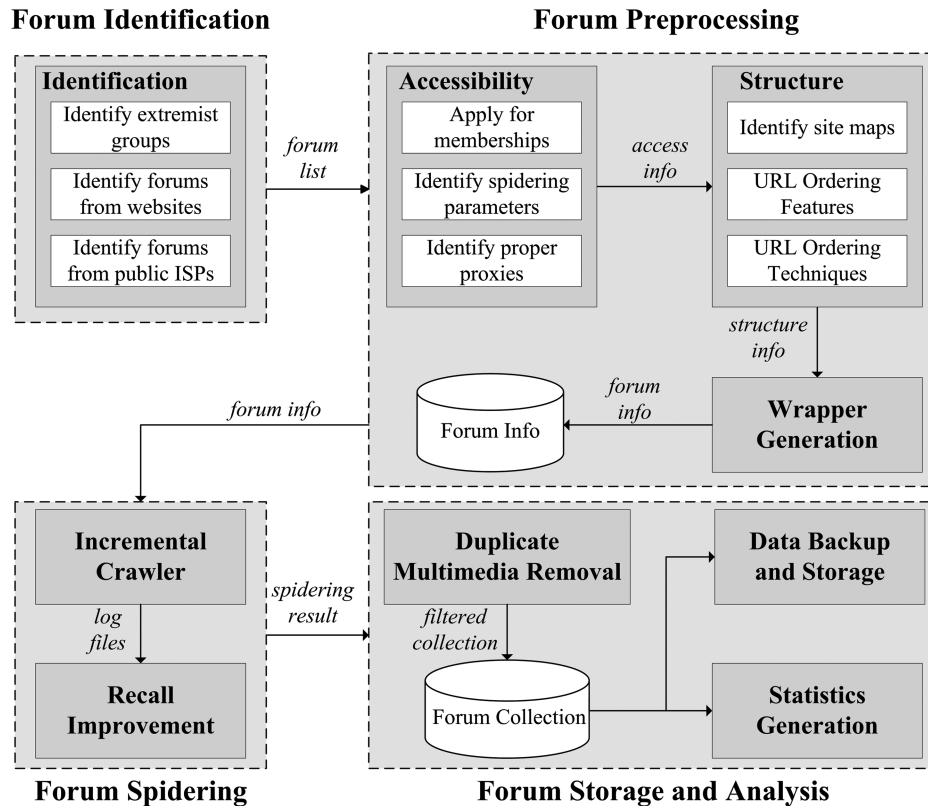 Forum Identification
Forum Preprocessing
Identification
Identify extremist
groups
Identify forums
from websites
Identify forums
from public ISPs
forum
list
Accessibility
Apply for
memberships
Identify spidering
parameters
Identify proper
proxies
access
info
Structure
Identify site maps
URL Ordering
Features
URL Ordering
Techniques
structure
info
Wrapper
Generation
forum
info
Forum Info
forum info
Incremental
Crawler
log
files
Recall
Improvement
spidering
result
Duplicate
Multimedia Removal
filtered
collection
Forum Collection
Data Backup
and Storage
Statistics
Generation
Forum Spidering
Forum Storage and Analysis